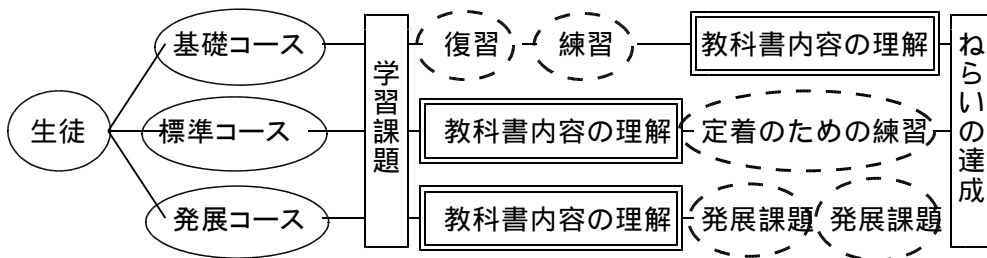 基礎コース
復習
練習
教科書内容の理解
生徒
標準コース
学習課題
教科書内容の理解
定着のための練習
ねらいの達成
発展コース
教科書内容の理解
発展課題
発展課題